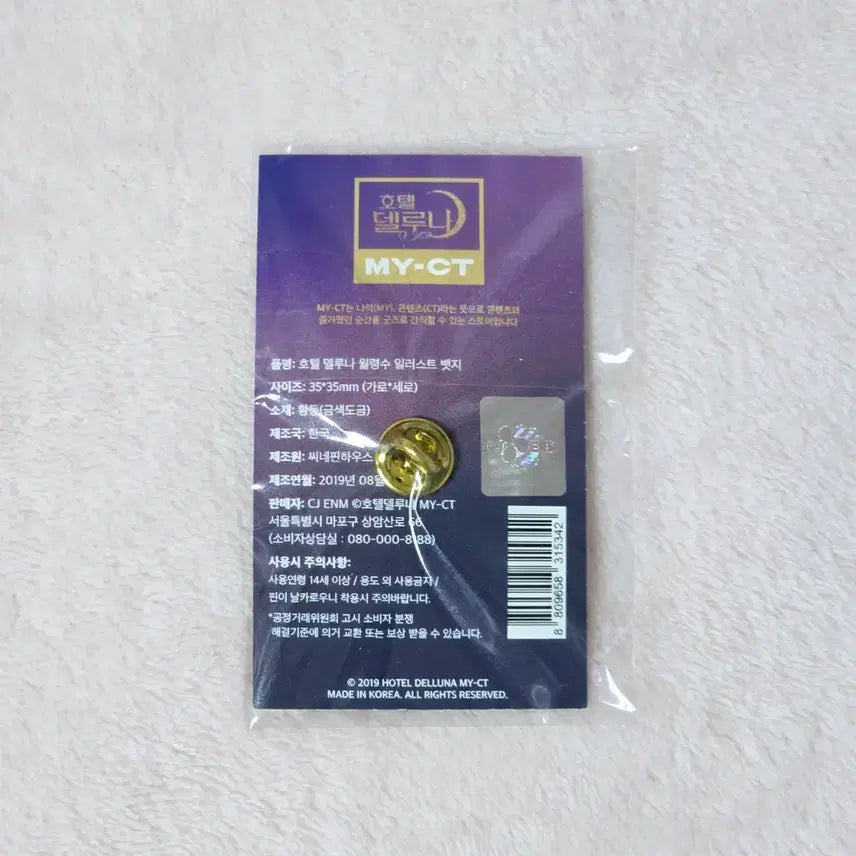 호텔
델루나
MY-CT
MY-CT는 나의(MY), 콘텐츠(CT)라는 뜻으로 콘텐츠의
즐거웠던 순간을 굿즈로 간직할 수 있는 스토어입니다
품명: 호텔 델루나 월령수 일러스트 뱃지
사이즈: 35*35mm (가로*세로)
소재: 황동(금색도금)
제조국: 한국
제조원: 씨네핀하우스
제조연월: 2019년 08월
판매자: CJ ENM ©호텔델루나 MY-CT
서울특별시 마포구 상암산로 66
(소비자상담실 : 080-000-8188)
사용시 주의사항:
사용연령 14세 이상 / 용도 외 사용금지 /
핀이 날카로우니 착용시 주의바랍니다.
*공정거래위원회 고시 소비자 분쟁
해결기준에 의거 교환 또는 보상 받을 수 있습니다.
8 809658 315342
© 2019 HOTEL DELLUNA MY-CT
MADE IN KOREA. ALL RIGHTS RESERVED.